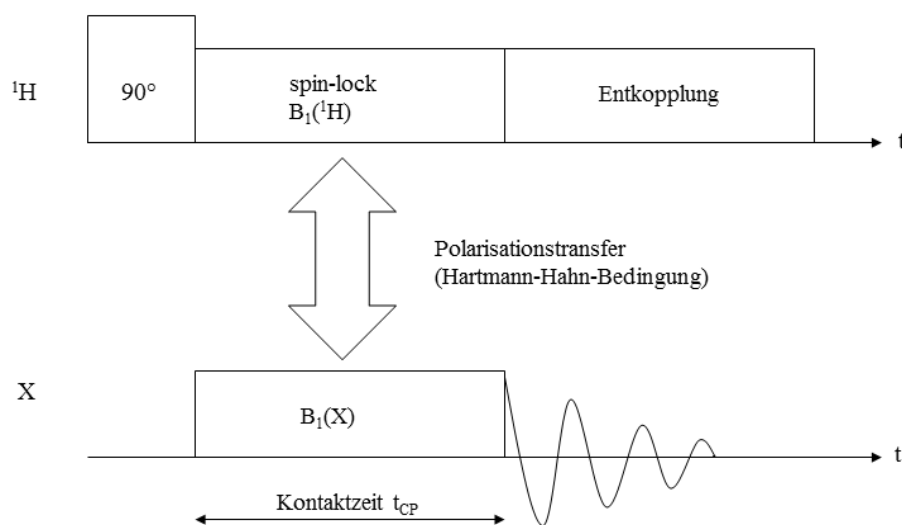 ¹H
90°
spin-lock
B₁(¹H)
Entkopplung
t
Polarisationstransfer
(Hartmann-Hahn-Bedingung)
X
B₁(X)
t
Kontaktzeit t_CP